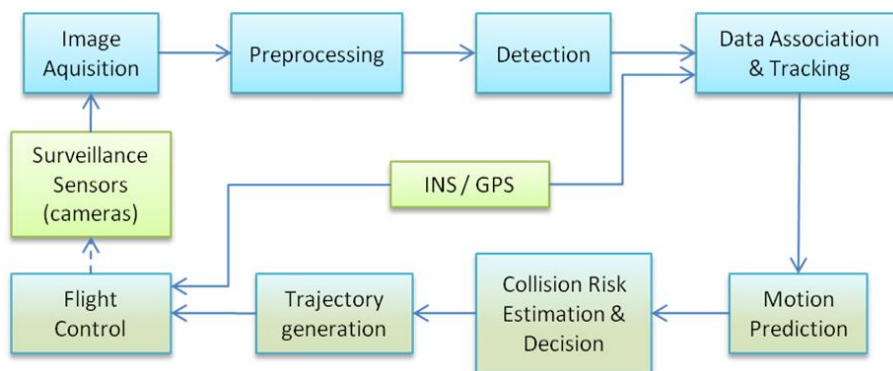 Image
Aquisition
Preprocessing
Detection
Data Association
& Tracking
Surveillance
Sensors
(cameras)
INS / GPS
Flight
Control
Trajectory
generation
Collision Risk
Estimation &
Decision
Motion
Prediction